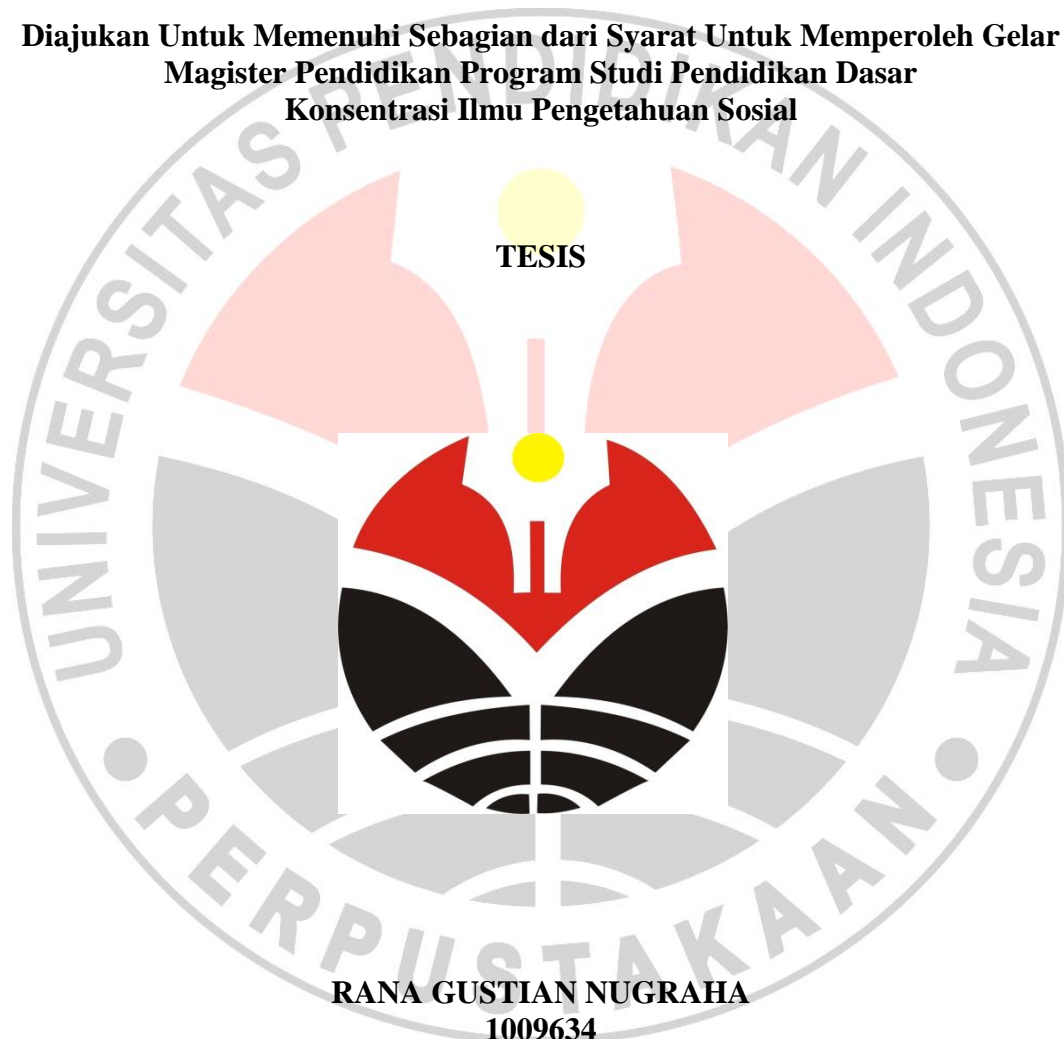 Diajukan Untuk Memenuhi Sebagian dari Syarat Untuk Memperoleh Gelar
Magister Pendidikan Program Studi Pendidikan Dasar
Konsentrasi Ilmu Pengetahuan Sosial
UNIVERSITAS PENDIDIKAN INDONESIA
TESIS
PERPUSTAKAAN
RANA GUSTIAN NUGRAHA
1009634